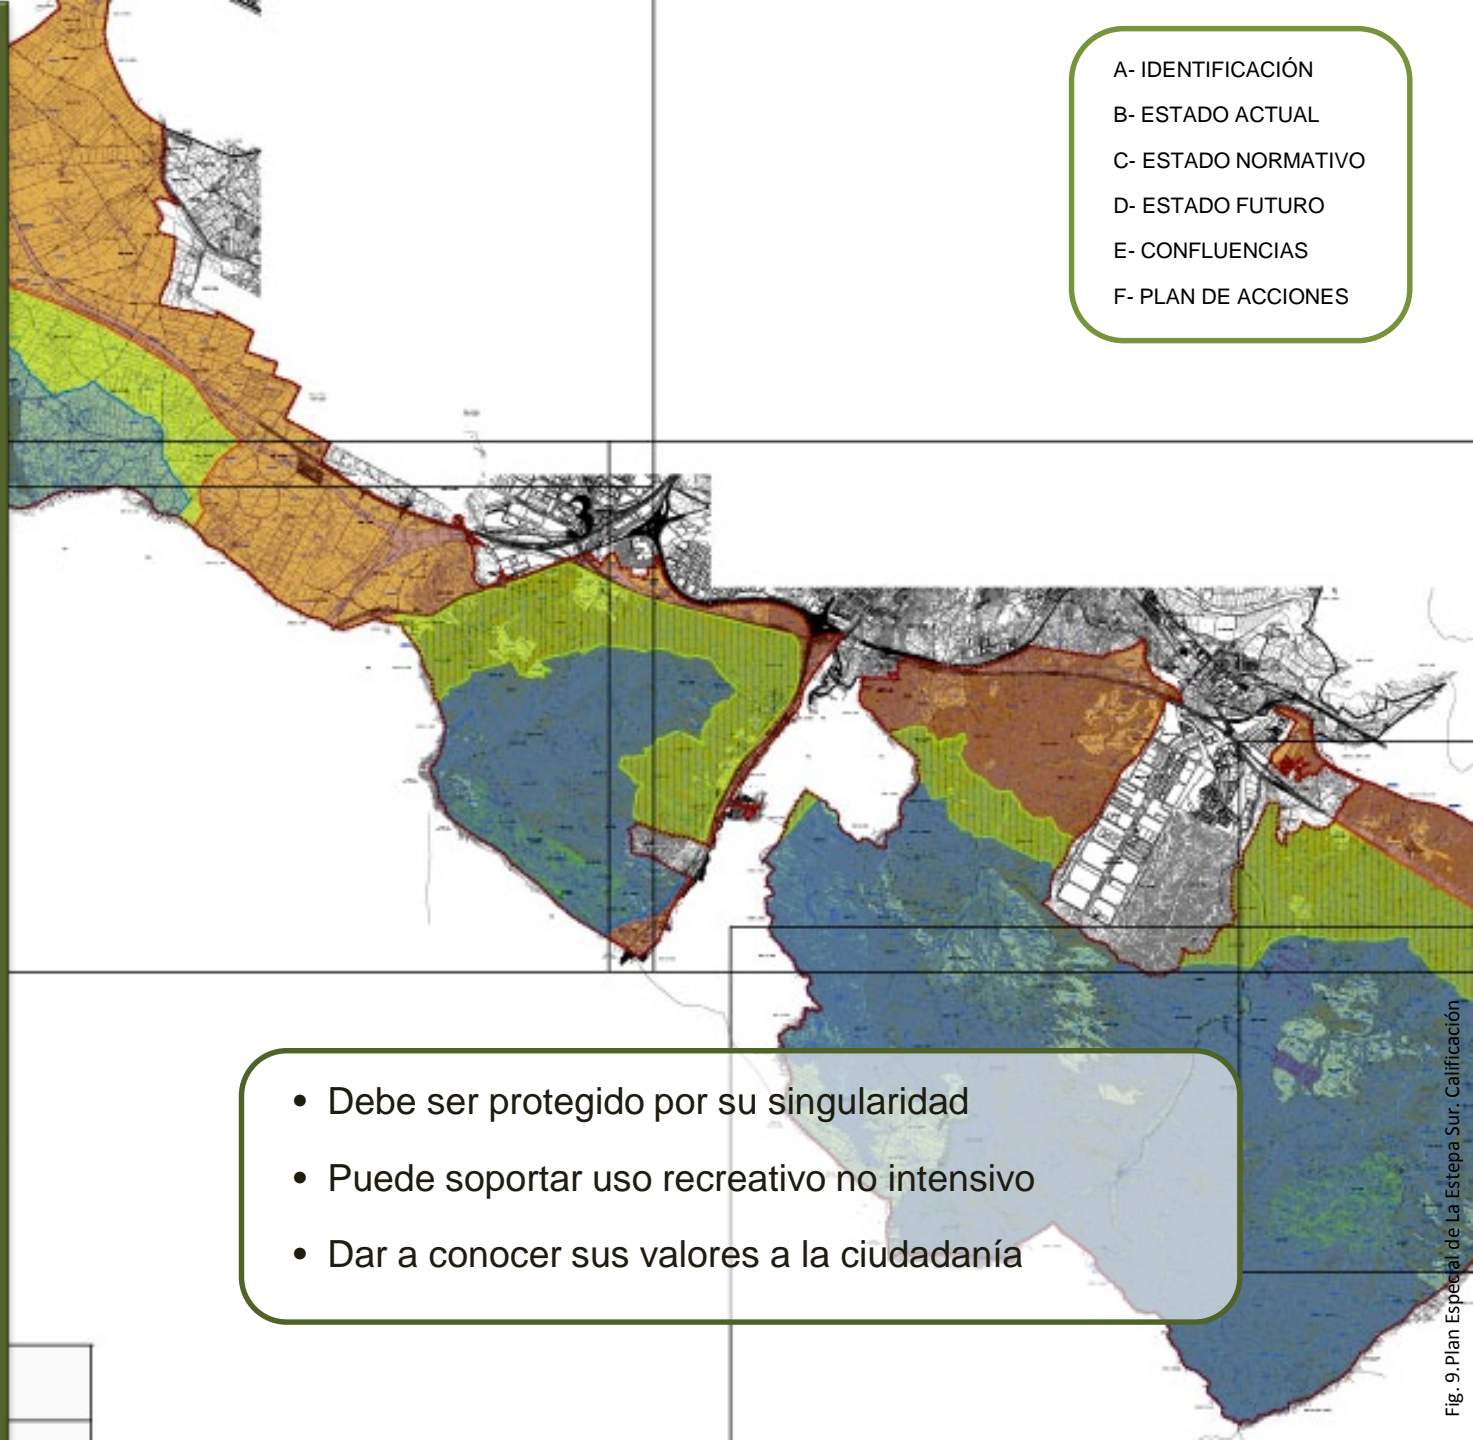 A- IDENTIFICACIÓN
B- ESTADO ACTUAL
C- ESTADO NORMATIVO
D- ESTADO FUTURO
E- CONFLUENCIAS
F- PLAN DE ACCIONES
• Debe ser protegido por su singularidad
• Puede soportar uso recreativo no intensivo
• Dar a conocer sus valores a la ciudadanía
Fig. 9.Plan Especial de La Estepa Sur. Calificación